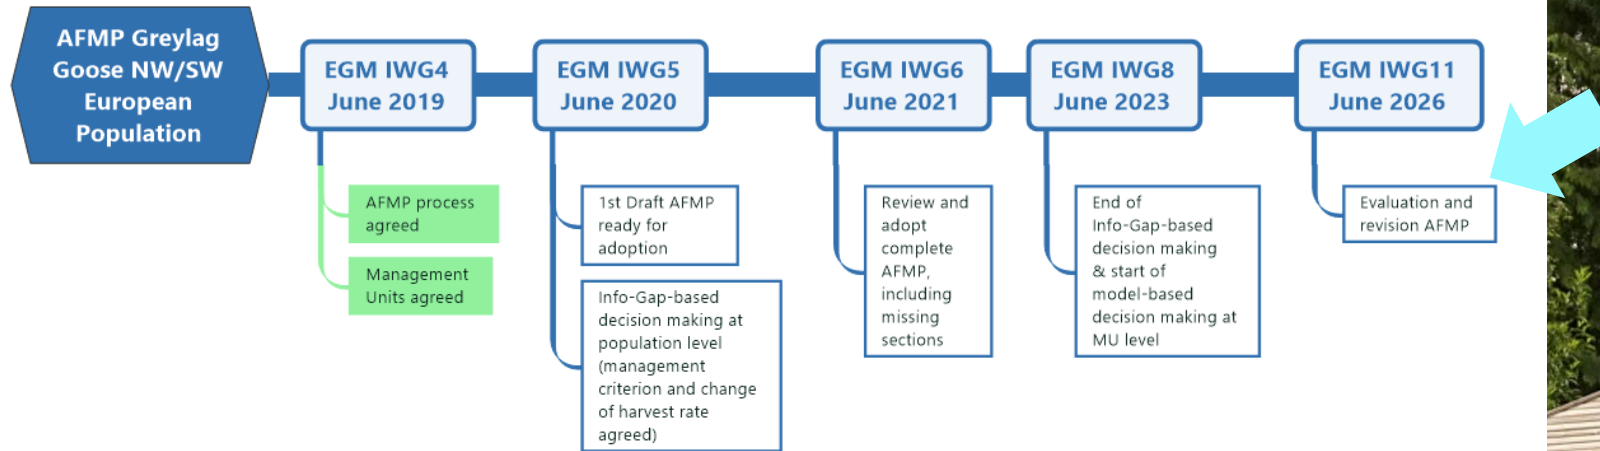 AFMP Greylag
Goose NW/SW
European
Population
EGM IWG4
June 2019
AFMP process
agreed
Management
Units agreed
EGM IWG5
June 2020
1st Draft AFMP
ready for
adoption
Info-Gap-based
decision making at
population level
(management
criterion and change
of harvest rate
agreed)
EGM IWG6
June 2021
Review and
adopt
complete
AFMP,
including
missing
sections
EGM IWG8
June 2023
End of
Info-Gap-based
decision making
& start of
model-based
decision making at
MU level
EGM IWG11
June 2026
Evaluation and
revision AFMP